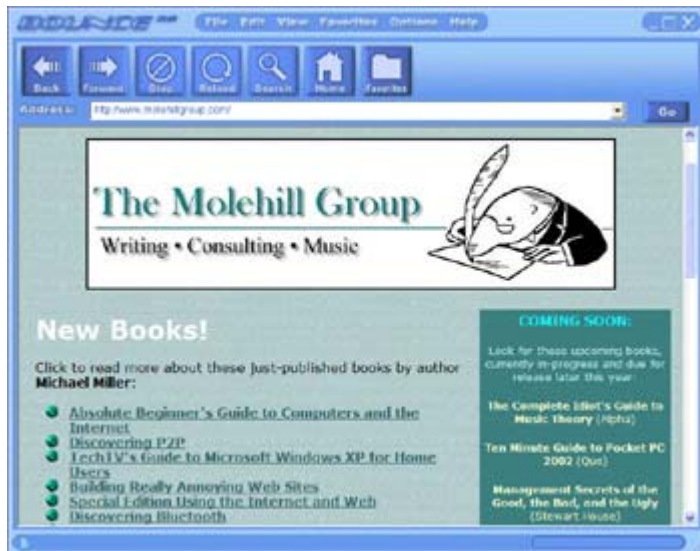 File Edit View Favorites Options Help
Back Forward Stop Reload Search Home Favorites
Address: http://www.molehillgroup.com/ Go
The Molehill Group
Writing • Consulting • Music
New Books!
Click to read more about these just-published books by author
Michael Miller:
Absolute Beginner's Guide to Computers and the
Internet
Discovering P2P
TechTV's Guide to Microsoft Windows XP for Home
Users
Building Really Annoying Web Sites
Special Edition Using the Internet and Web
Discovering Bluetooth
COMING SOON:
Look for these upcoming books,
currently in-progress and due for
release later this year:
The Complete Idiot's Guide to
Music Theory (Alpha)
Ten Minute Guide to Pocket PC
2002 (Que)
Management Secrets of the
Good, the Bad, and the Ugly
(Stewart House)